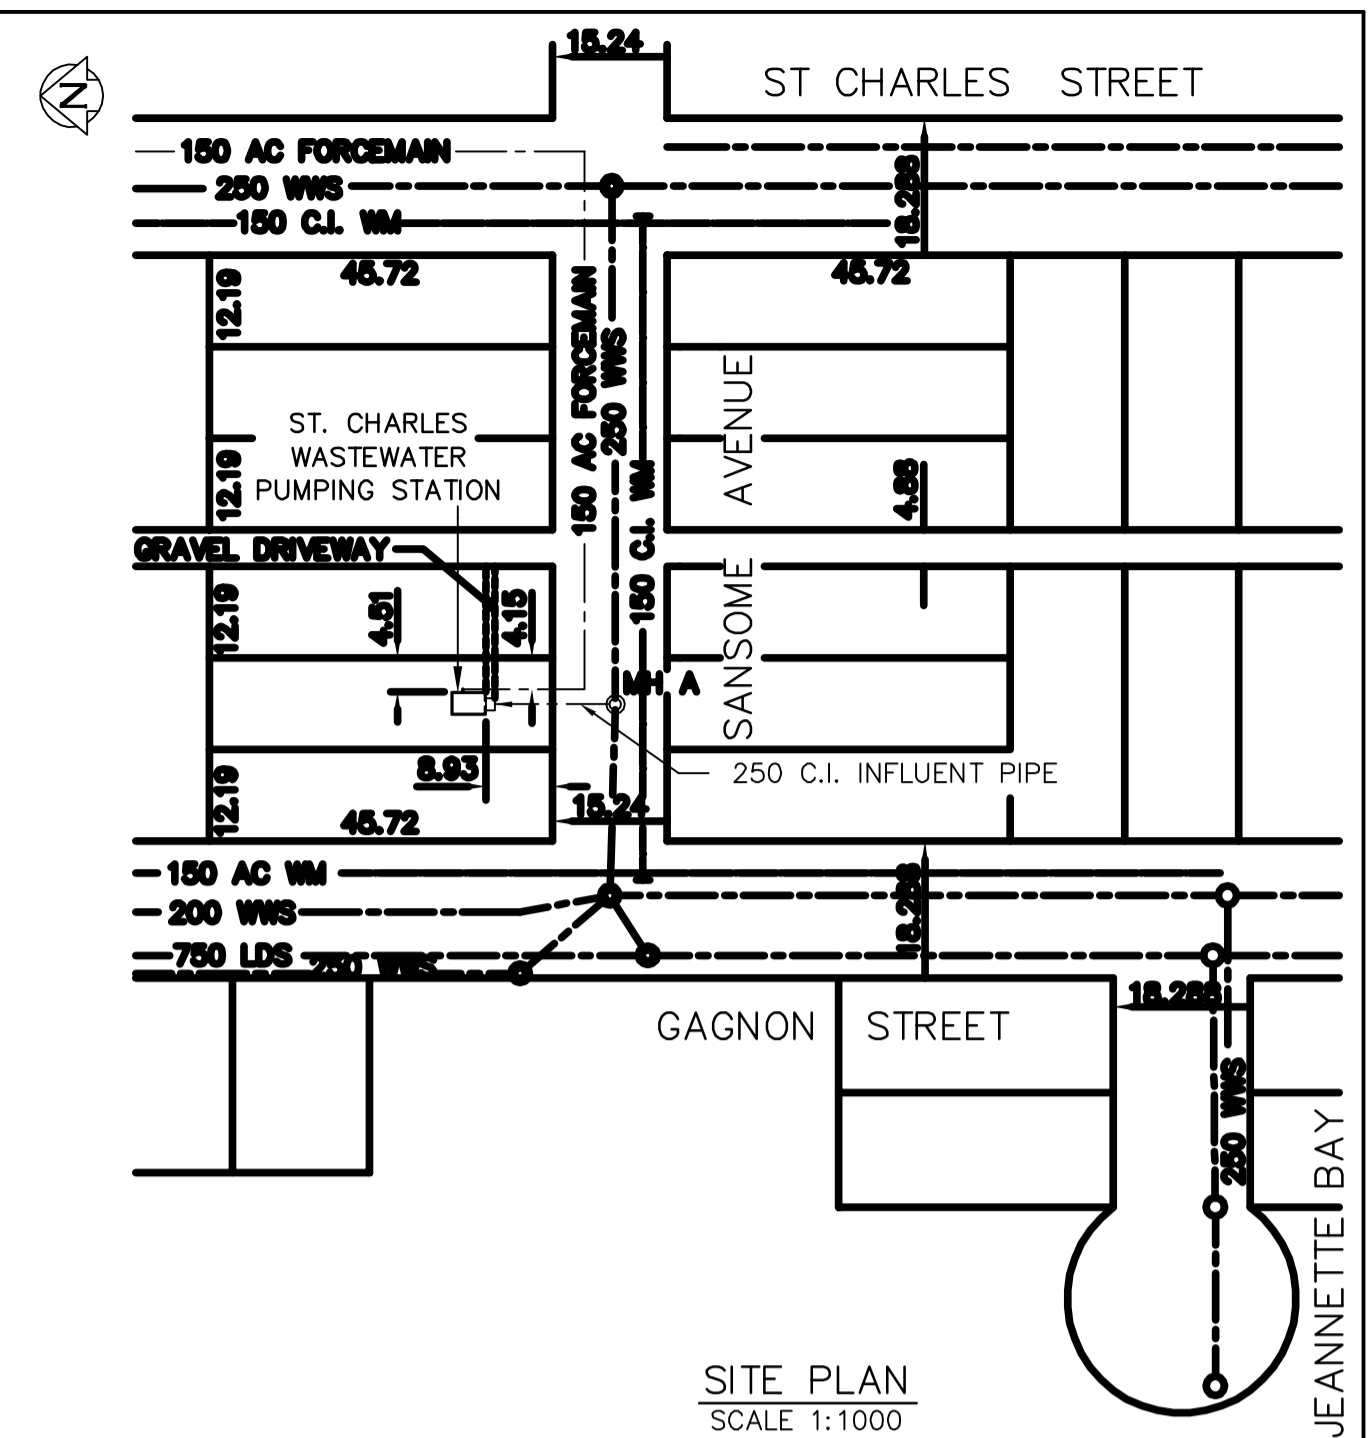 15.24
ST CHARLES STREET
N
150 AC FORCEMAIN
250 WWS
150 C.I. WM
18.288
45.72
45.72
12.19
150 AC FORCEMAIN
250 WWS
150 C.I. WM
AVENUE
SANSOME
ST. CHARLES
WASTEWATER
PUMPING STATION
12.19
4.88
GRAVEL DRIVEWAY
12.19
4.51
4.15
MH A
8.93
250 C.I. INFLUENT PIPE
12.19
45.72
15.24
150 AC WM
200 WWS
750 LDS
250 WWS
18.288
18.288
GAGNON STREET
250 WWS
JEANNETTE BAY
SITE PLAN
SCALE 1:1000